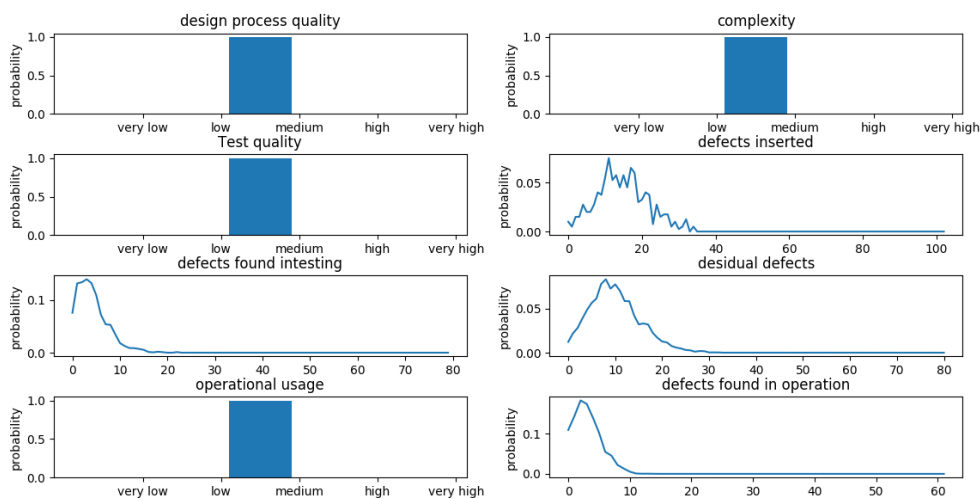 design process quality
probability
1.0
0.5
0.0
very low low medium high very high
complexity
probability
1.0
0.5
0.0
very low low medium high very high
Test quality
probability
1.0
0.5
0.0
very low low medium high very high
defects inserted
probability
0.05
0.00
0 20 40 60 80 100
defects found intesting
probability
0.1
0.0
0 10 20 30 40 50 60 70 80
desidual defects
probability
0.05
0.00
0 10 20 30 40 50 60 70 80
operational usage
probability
1.0
0.5
0.0
very low low medium high very high
defects found in operation
probability
0.1
0.0
0 10 20 30 40 50 60